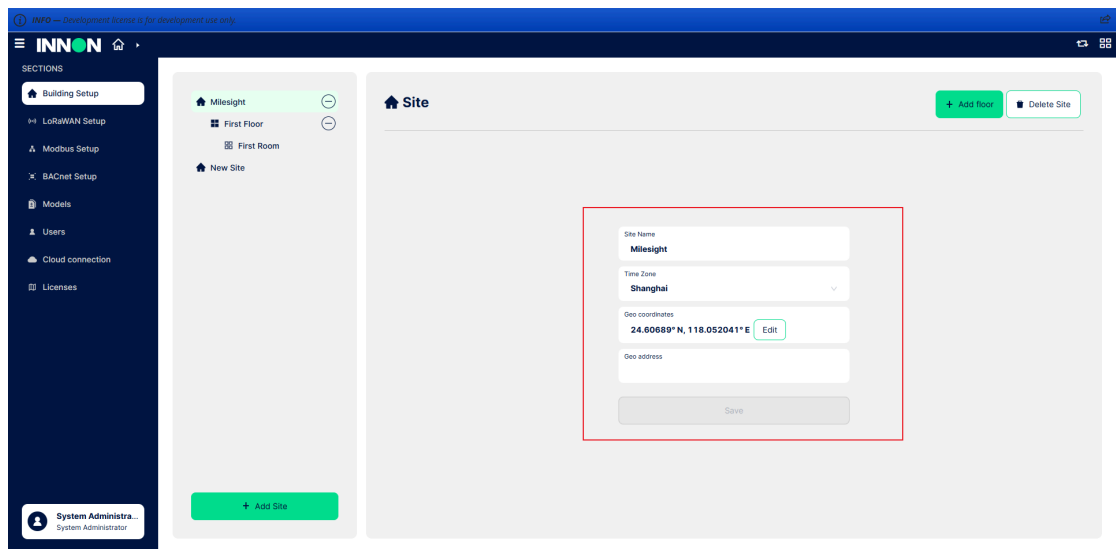 INFO — Development license is for development use only.
INNON
SECTIONS
Building Setup
LoRaWAN Setup
Modbus Setup
BACnet Setup
Models
Users
Cloud connection
Licenses
System Administra...
System Administrator
Milesight
First Floor
First Room
New Site
+ Add Site
Site
+ Add floor
Delete Site
Site Name
Milesight
Time Zone
Shanghai
Geo coordinates
24.60689° N, 118.052041° E Edit
Geo address
Save